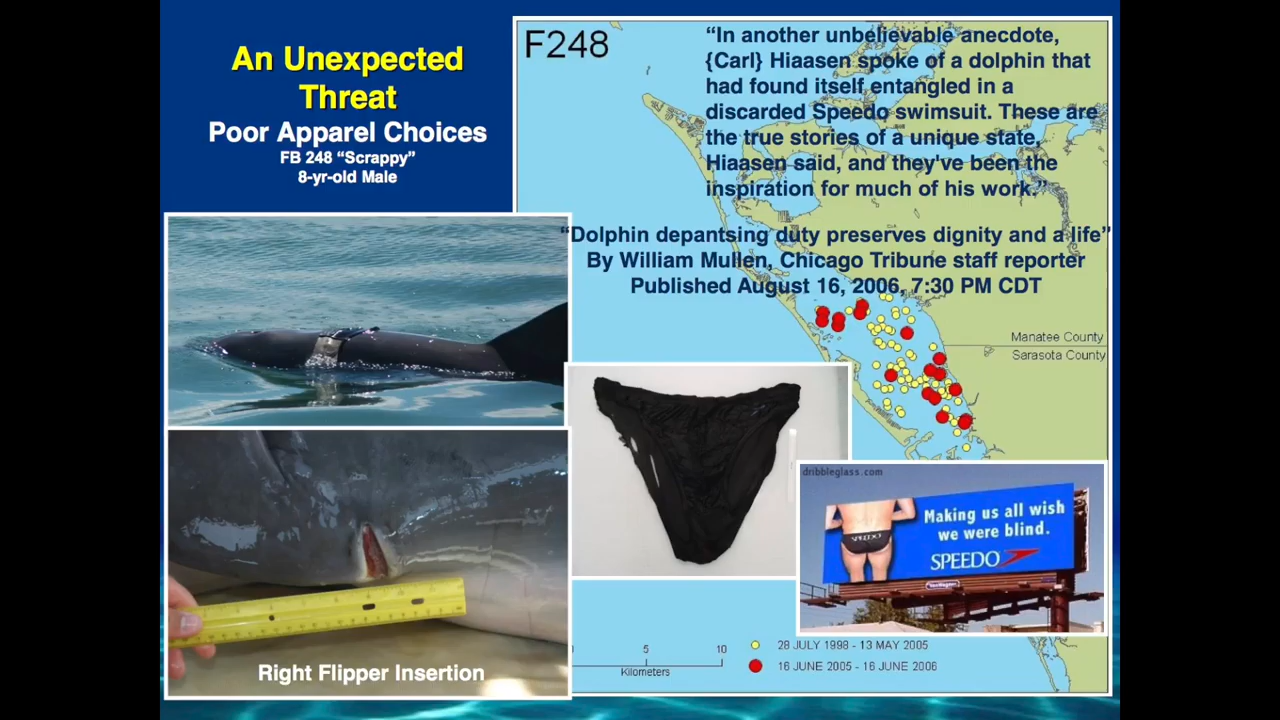 An Unexpected
Threat
Poor Apparel Choices
FB 248 “Scrappy”
8-yr-old Male
F248
“In another unbelievable anecdote,
{Carl} Hiaasen spoke of a dolphin that
had found itself entangled in a
discarded Speedo swimsuit. These are
the true stories of a unique state,
Hiaasen said, and they've been the
inspiration for much of his work.”
“Dolphin depantsing duty preserves dignity and a life”
By William Mullen, Chicago Tribune staff reporter
Published August 16, 2006, 7:30 PM CDT
Manatee County
Sarasota County
dribbleglass.com
Making us all wish
we were blind.
SPEEDO
SPEEDO
Right Flipper Insertion
5
10
Kilometers
28 JULY 1998 - 13 MAY 2005
16 JUNE 2005 - 16 JUNE 2006